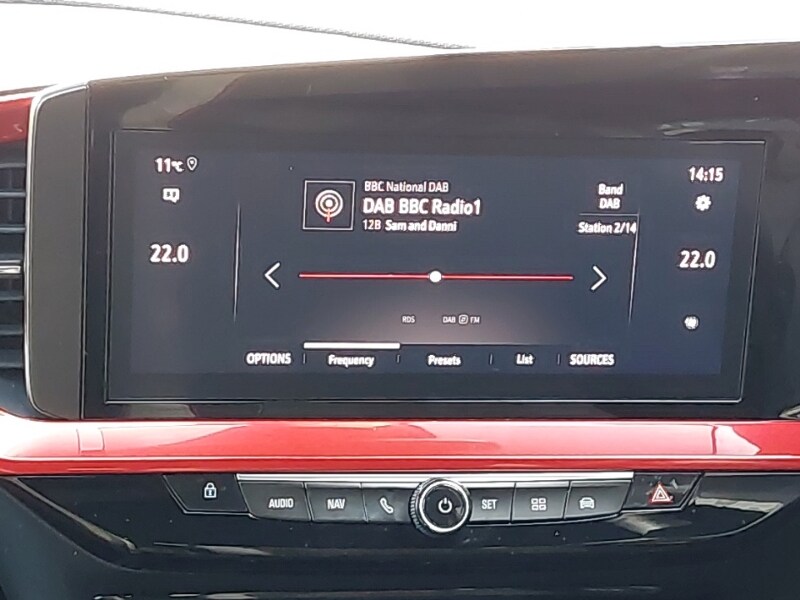 11°C
14:15
BBC National DAB
DAB BBC Radio1
12B Sam and Danni
Band
DAB
Station 2/14
22.0
22.0
RDS DAB FM
OPTIONS Frequency Presets List SOURCES
AUDIO NAV SET